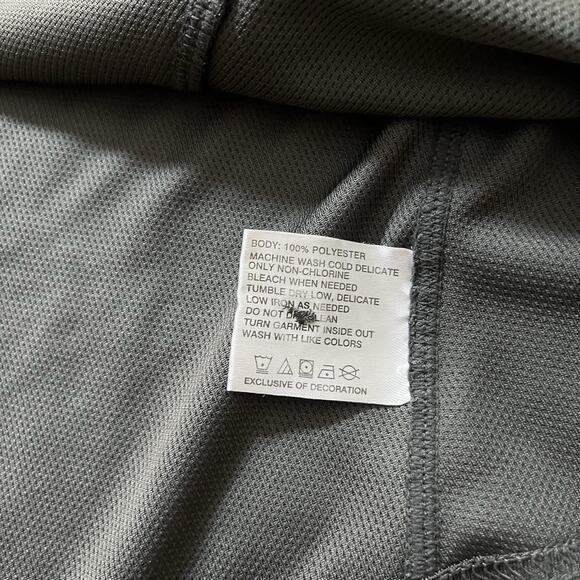 BODY: 100% POLYESTER
MACHINE WASH COLD DELICATE
ONLY NON-CHLORINE
BLEACH WHEN NEEDED
TUMBLE DRY LOW, DELICATE
LOW IRON AS NEEDED
DO NOT DRYCLEAN
TURN GARMENT INSIDE OUT
WASH WITH LIKE COLORS
EXCLUSIVE OF DECORATION